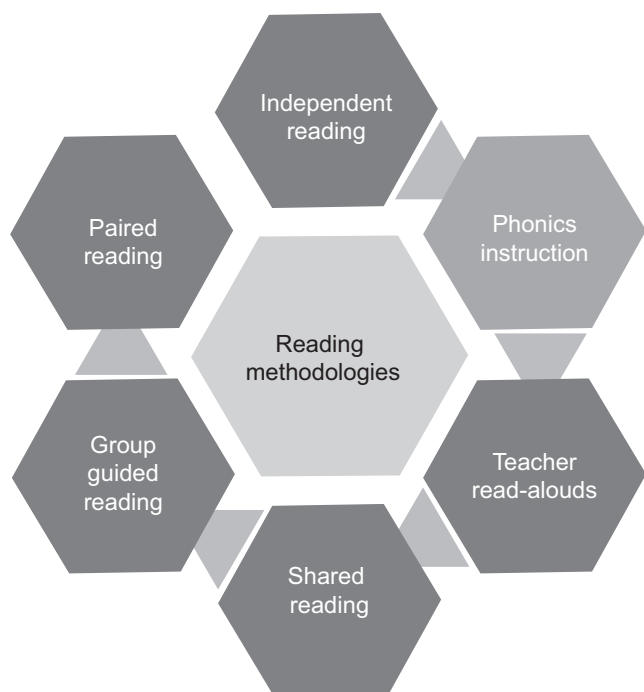 Independent
reading
Phonics
instruction
Teacher
read-alouds
Shared
reading
Group
guided
reading
Paired
reading
Reading
methodologies